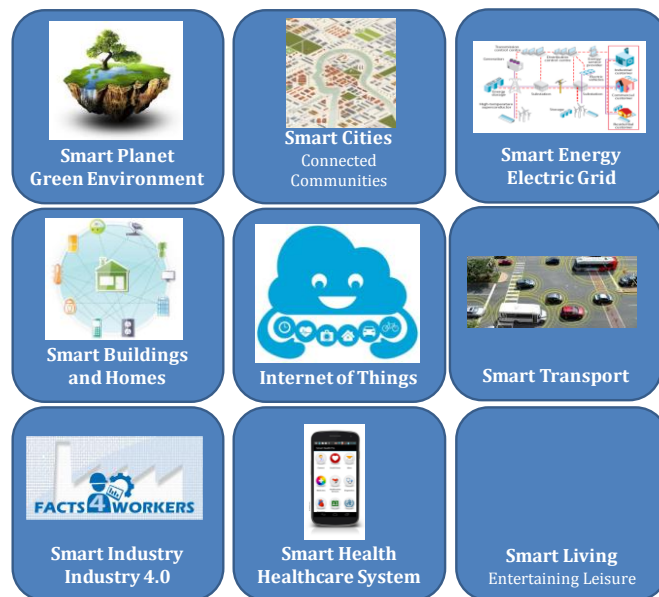 Smart Planet
Green Environment
Smart Cities
Connected
Communities
Smart Energy
Electric Grid
Smart Buildings
and Homes
Internet of Things
Smart Transport
FACTS4WORKERS
Smart Industry
Industry 4.0
Smart Health
Healthcare System
Smart Living
Entertaining Leisure